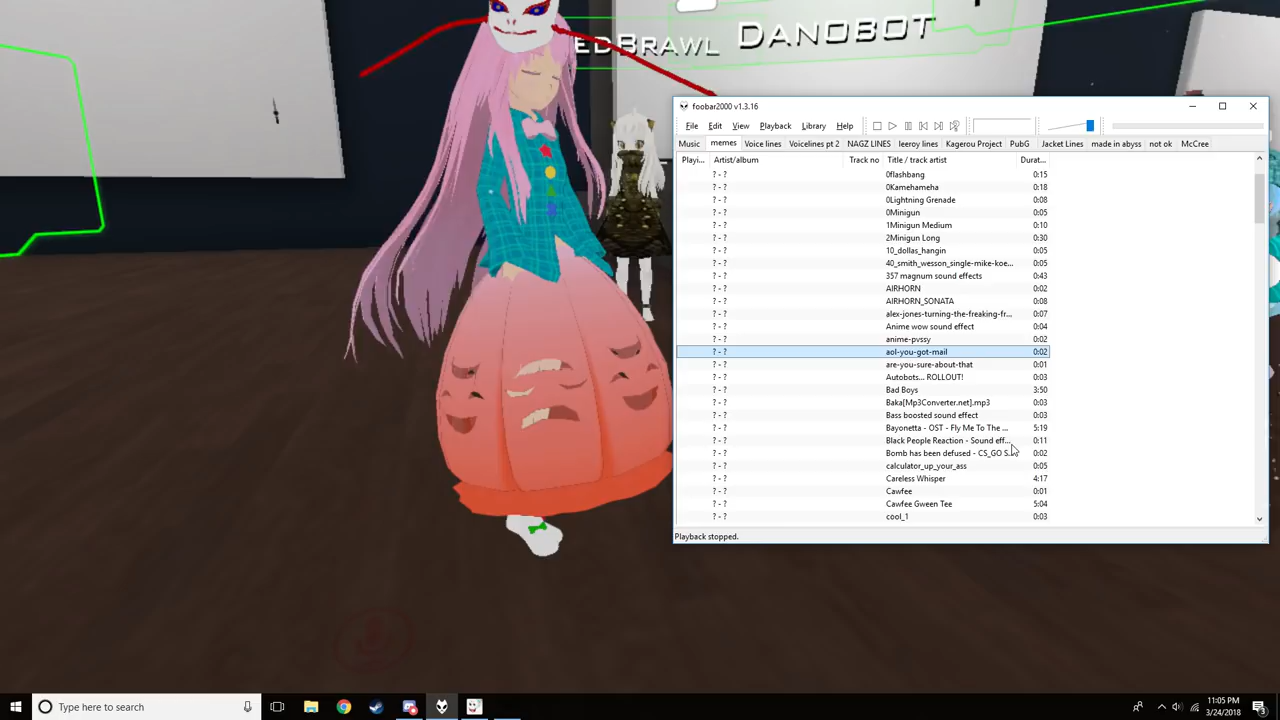 EDBRAWL DANOBOT
foobar2000 v1.3.16
File Edit View Playback Library Help
Music memes Voice lines Voicelines pt 2 NAGZ LINES leeroy lines Kagerou Project PubG Jacket Lines made in abyss not ok McCree
Playi... Artist/album Track no Title / track artist Durat...
? - ? 0flashbang 0:15
? - ? 0Kamehameha 0:18
? - ? 0Lightning Grenade 0:08
? - ? 0Minigun 0:05
? - ? 1Minigun Medium 0:10
? - ? 2Minigun Long 0:30
? - ? 10_dollas_hangin 0:05
? - ? 40_smith_wesson_single-mike-koe... 0:05
? - ? 357 magnum sound effects 0:43
? - ? AIRHORN 0:02
? - ? AIRHORN_SONATA 0:08
? - ? alex-jones-turning-the-freaking-fr... 0:07
? - ? Anime wow sound effect 0:04
? - ? anime-pvssy 0:02
? - ? aol-you-got-mail 0:02
? - ? are-you-sure-about-that 0:01
? - ? Autobots... ROLLOUT! 0:03
? - ? Bad Boys 3:50
? - ? Baka[Mp3Converter.net].mp3 0:03
? - ? Bass boosted sound effect 0:03
? - ? Bayonetta - OST - Fly Me To The ... 5:19
? - ? Black People Reaction - Sound eff... 0:11
? - ? Bomb has been defused - CS_GO S... 0:02
? - ? calculator_up_your_ass 0:05
? - ? Careless Whisper 4:17
? - ? Cawfee 0:01
? - ? Cawfee Gween Tee 5:04
? - ? cool_1 0:03
Playback stopped.
Type here to search
11:05 PM
3/24/2018
3